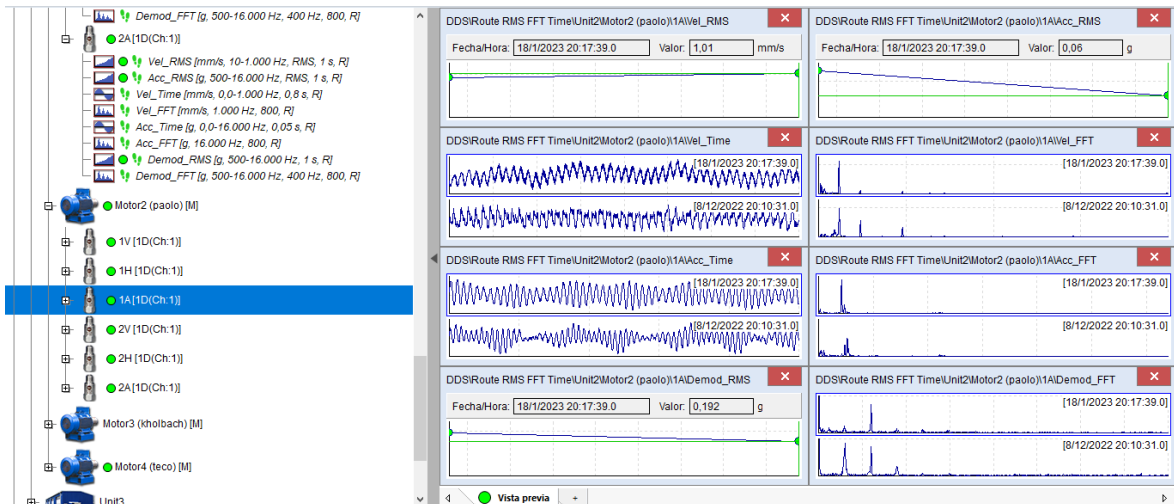 Demod_FFT [g, 500-16.000 Hz, 400 Hz, 800, R]
2A [1D(Ch:1)]
Vel_RMS [mm/s, 10-1.000 Hz, RMS, 1 s, R]
Acc_RMS [g, 500-16.000 Hz, RMS, 1 s, R]
Vel_Time [mm/s, 0,0-1.000 Hz, 0,8 s, R]
Vel_FFT [mm/s, 1.000 Hz, 800, R]
Acc_Time [g, 0,0-16.000 Hz, 0,05 s, R]
Acc_FFT [g, 16.000 Hz, 800, R]
Demod_RMS [g, 500-16.000 Hz, 1 s, R]
Demod_FFT [g, 500-16.000 Hz, 400 Hz, 800, R]
Motor2 (paolo) [M]
1V [1D(Ch:1)]
1H [1D(Ch:1)]
1A [1D(Ch:1)]
2V [1D(Ch:1)]
2H [1D(Ch:1)]
2A [1D(Ch:1)]
Motor3 (kholbach) [M]
Motor4 (teco) [M]
Unit3
DDS\Route RMS FFT Time\Unit2\Motor2 (paolo)\1A\Vel_RMS
Fecha/Hora: 18/1/2023 20:17:39.0 Valor: 1,01 mm/s
DDS\Route RMS FFT Time\Unit2\Motor2 (paolo)\1A\Acc_RMS
Fecha/Hora: 18/1/2023 20:17:39.0 Valor: 0,06 g
DDS\Route RMS FFT Time\Unit2\Motor2 (paolo)\1A\Vel_Time
[18/1/2023 20:17:39.0]
[8/12/2022 20:10:31.0]
DDS\Route RMS FFT Time\Unit2\Motor2 (paolo)\1A\Vel_FFT
[18/1/2023 20:17:39.0]
[8/12/2022 20:10:31.0]
DDS\Route RMS FFT Time\Unit2\Motor2 (paolo)\1A\Acc_Time
[18/1/2023 20:17:39.0]
[8/12/2022 20:10:31.0]
DDS\Route RMS FFT Time\Unit2\Motor2 (paolo)\1A\Acc_FFT
[18/1/2023 20:17:39.0]
[8/12/2022 20:10:31.0]
DDS\Route RMS FFT Time\Unit2\Motor2 (paolo)\1A\Demod_RMS
Fecha/Hora: 18/1/2023 20:17:39.0 Valor: 0,192 g
DDS\Route RMS FFT Time\Unit2\Motor2 (paolo)\1A\Demod_FFT
[18/1/2023 20:17:39.0]
[8/12/2022 20:10:31.0]
Vista previa +